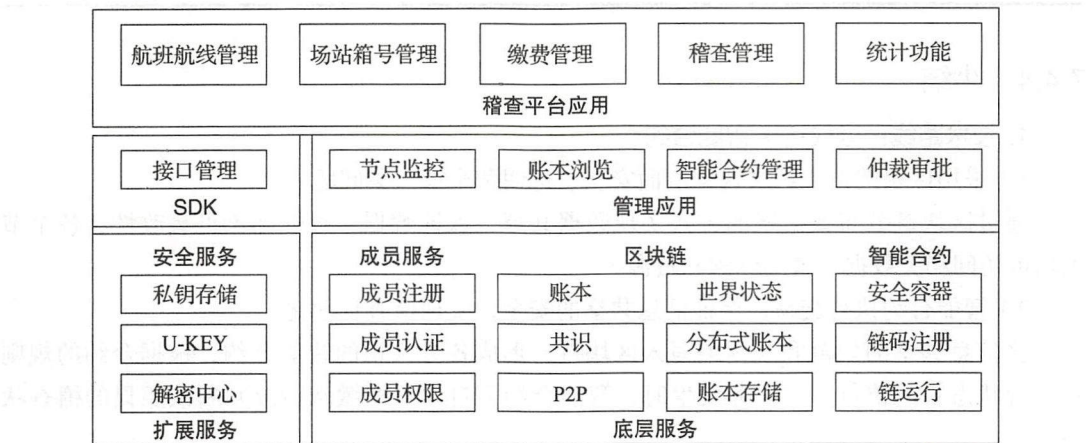 航班航线管理 场站箱号管理 缴费管理 稽查管理 统计功能
稽查平台应用
接口管理 节点监控 账本浏览 智能合约管理 仲裁审批
SDK 管理应用
安全服务 成员服务 区块链 智能合约
私钥存储 成员注册 账本 世界状态 安全容器
U-KEY 成员认证 共识 分布式账本 链码注册
解密中心 成员权限 P2P 账本存储 链运行
扩展服务 底层服务